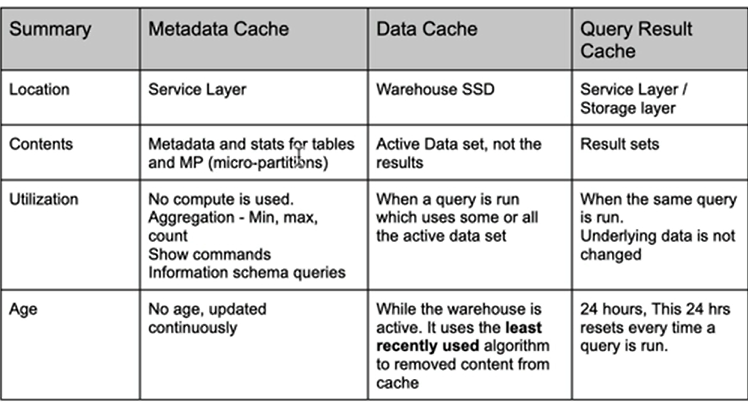 Summary
Metadata Cache
Data Cache
Query Result
Cache
Location
Service Layer
Warehouse SSD
Service Layer /
Storage layer
Contents
Metadata and stats for tables
and MP (micro-partitions)
Active Data set, not the
results
Result sets
Utilization
No compute is used.
Aggregation - Min, max,
count
Show commands
Information schema queries
When a query is run
which uses some or all
the active data set
When the same query
is run.
Underlying data is not
changed
Age
No age, updated
continuously
While the warehouse is
active. It uses the least
recently used algorithm
to removed content from
cache
24 hours, This 24 hrs
resets every time a
query is run.